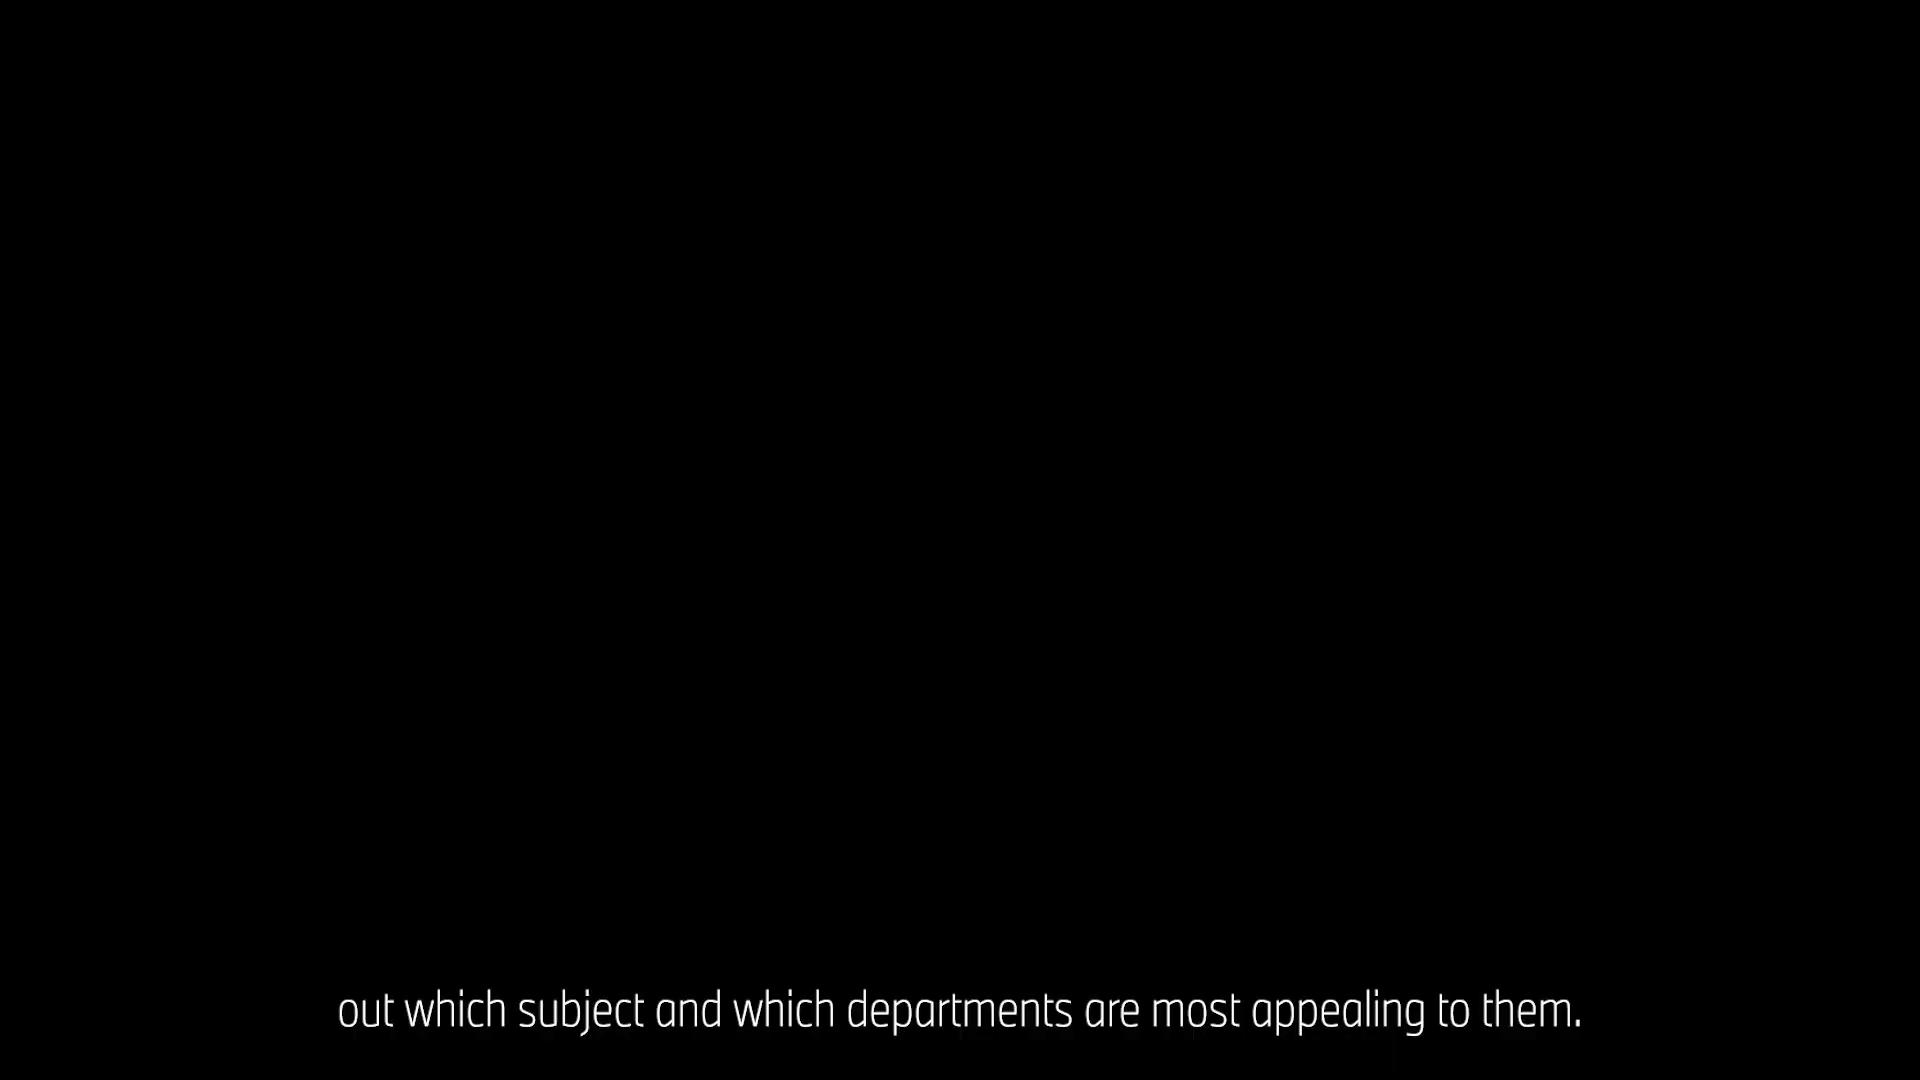 out which subject and which departments are most appealing to them.